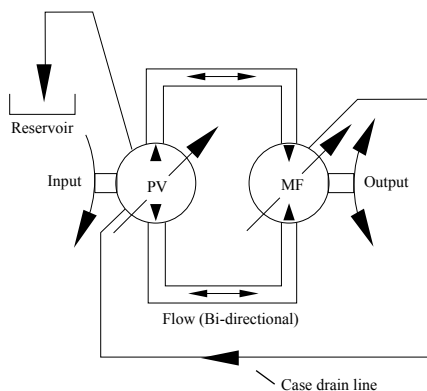 Reservoir
Input
PV
MF
Output
Flow (Bi-directional)
Case drain line